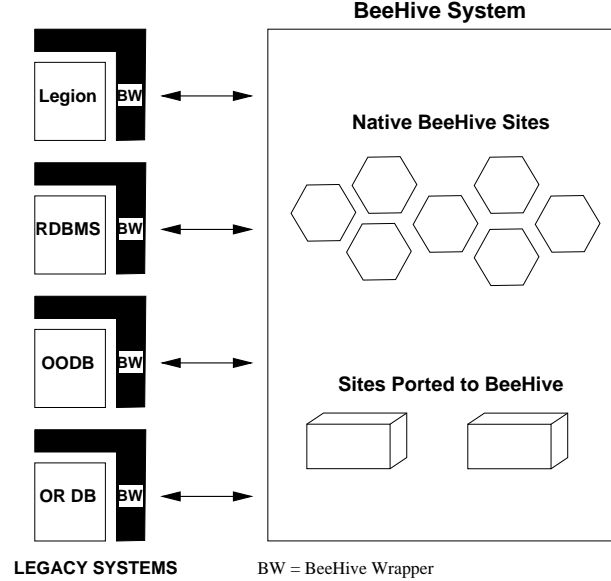 BeeHive System
Legion
BW
Native BeeHive Sites
RDBMS
BW
OODB
BW
Sites Ported to BeeHive
OR DB
BW
LEGACY SYSTEMS
BW = BeeHive Wrapper